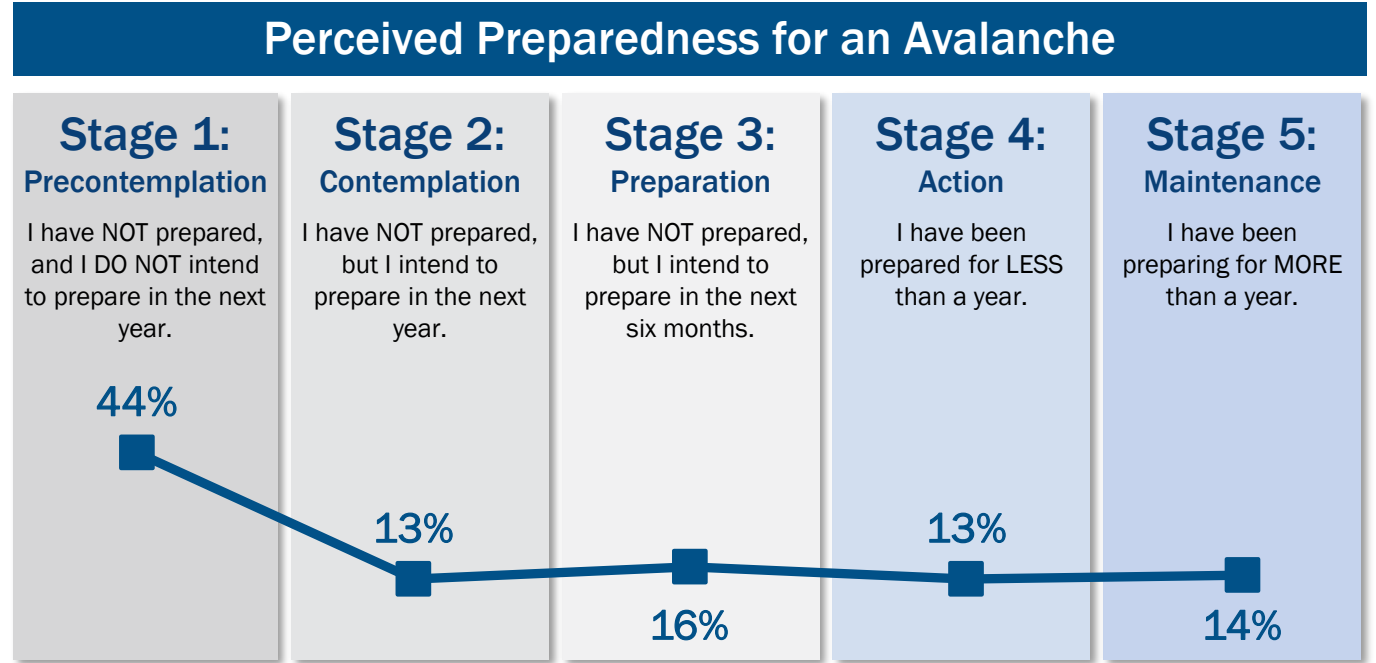 Perceived Preparedness for an Avalanche
Stage 1:
Precontemplation
I have NOT prepared,
and I DO NOT intend
to prepare in the next
year.
44%
Stage 2:
Contemplation
I have NOT prepared,
but I intend to
prepare in the next
year.
13%
Stage 3:
Preparation
I have NOT prepared,
but I intend to
prepare in the next
six months.
16%
Stage 4:
Action
I have been
prepared for LESS
than a year.
13%
Stage 5:
Maintenance
I have been
preparing for MORE
than a year.
14%